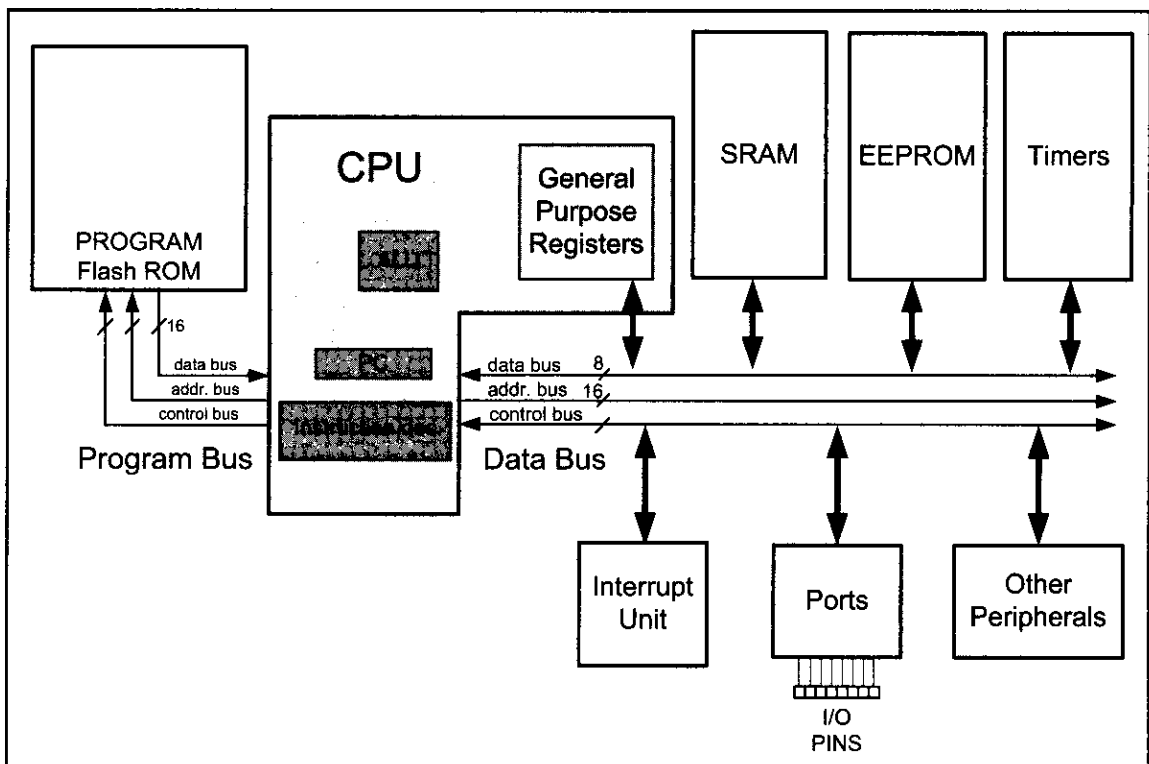 PROGRAM
Flash ROM
CPU
General
Purpose
Registers
SRAM
EEPROM
Timers
16
data bus
addr. bus
control bus
Program Bus
PC
data bus
8
addr. bus
16
control bus
Data Bus
Interrupt
Unit
Ports
Other
Peripherals
I/O
PINS